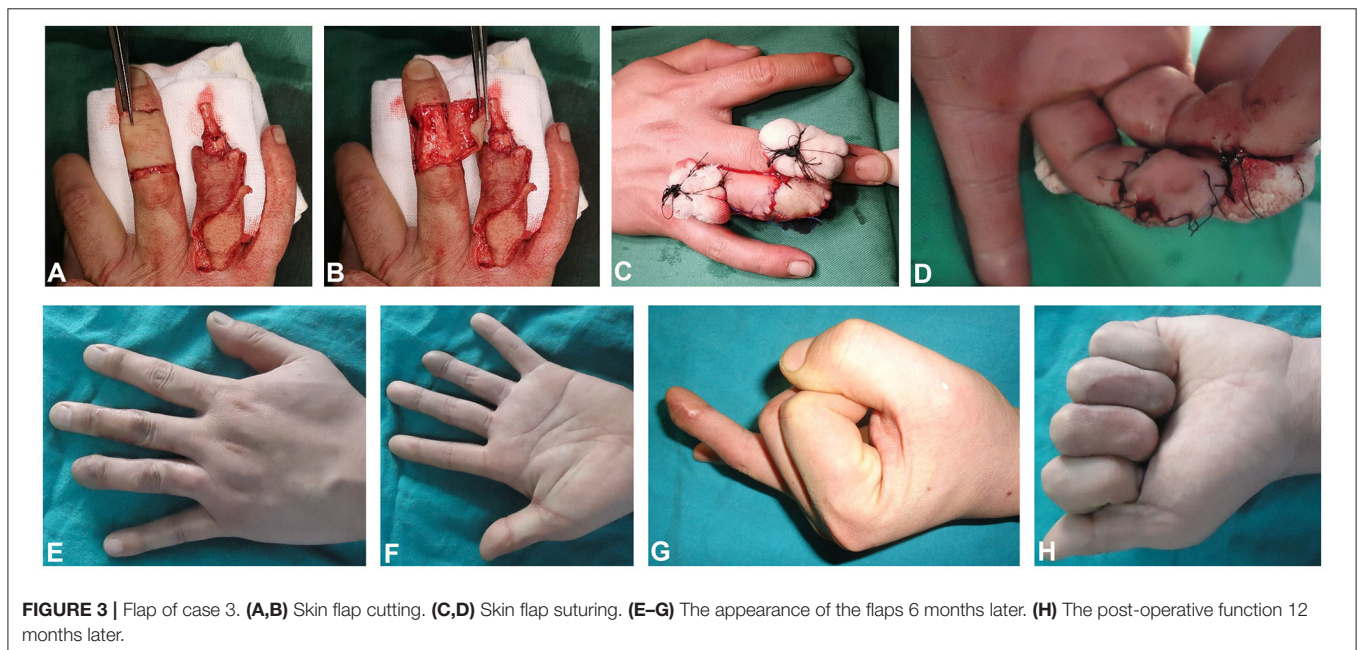 A
B
C
D
E
F
G
H
FIGURE 3 | Flap of case 3. (A,B) Skin flap cutting. (C,D) Skin flap suturing. (E–G) The appearance of the flaps 6 months later. (H) The post-operative function 12
months later.